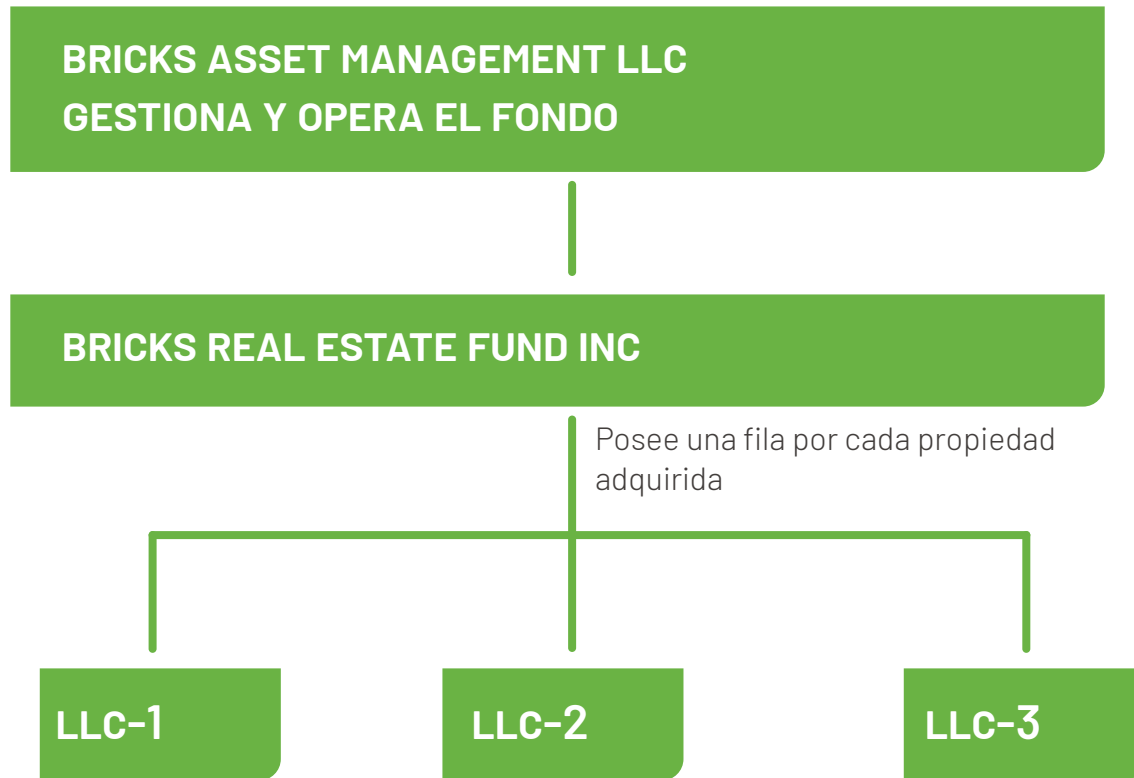 BRICKS ASSET MANAGEMENT LLC
GESTIONA Y OPERA EL FONDO
BRICKS REAL ESTATE FUND INC
Posee una fila por cada propiedad
adquirida
LLC-1
LLC-2
LLC-3